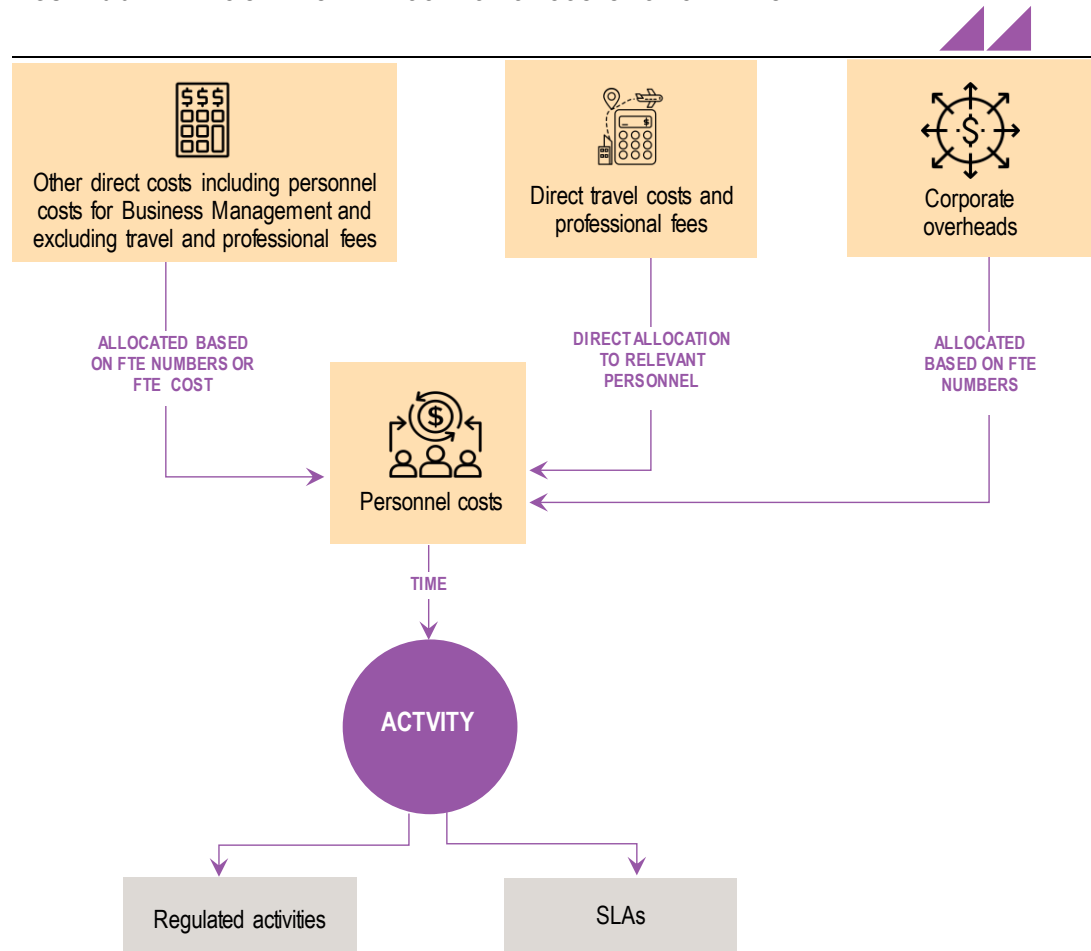 $$$
Other direct costs including personnel
costs for Business Management and
excluding travel and professional fees
$
Direct travel costs and
professional fees
$
Corporate
overheads
ALLOCATED BASED
ON FTE NUMBERS OR
FTE COST
DIRECT ALLOCATION
TO RELEVANT
PERSONNEL
ALLOCATED
BASED ON FTE
NUMBERS
$
Personnel costs
TIME
ACTVITY
Regulated activities
SLAs